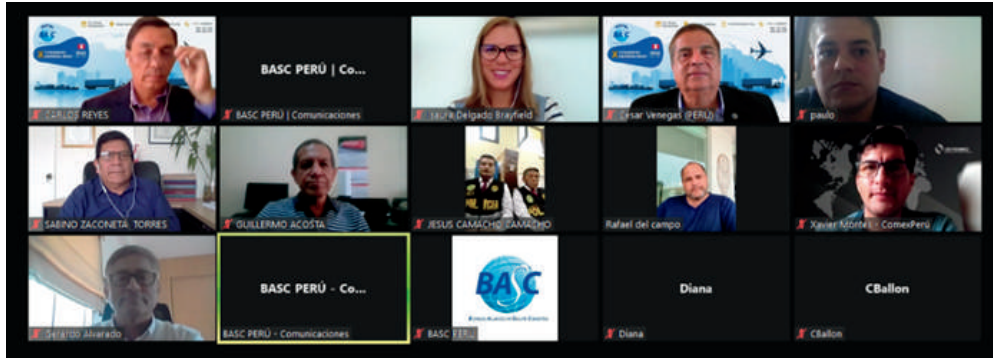 BASC
CARLOS REYES
BASC PERÚ | Co...
BASC PERÚ | Comunicaciones
Laura Delgado Brayfield
Cesar Venegas (PERU)
paulo
SABINO ZACONETA TORRES
GUILLERMO ACOSTA
POLICIA
JESUS CAMACHO CAMACHO
Rafael del campo
Xavier Montes - ComexPerú
Gerardo Alvarado
BASC PERÚ - Co...
BASC PERÚ - Comunicaciones
BASC
BASC PERU
Diana
Diana
CBallon
CBallon